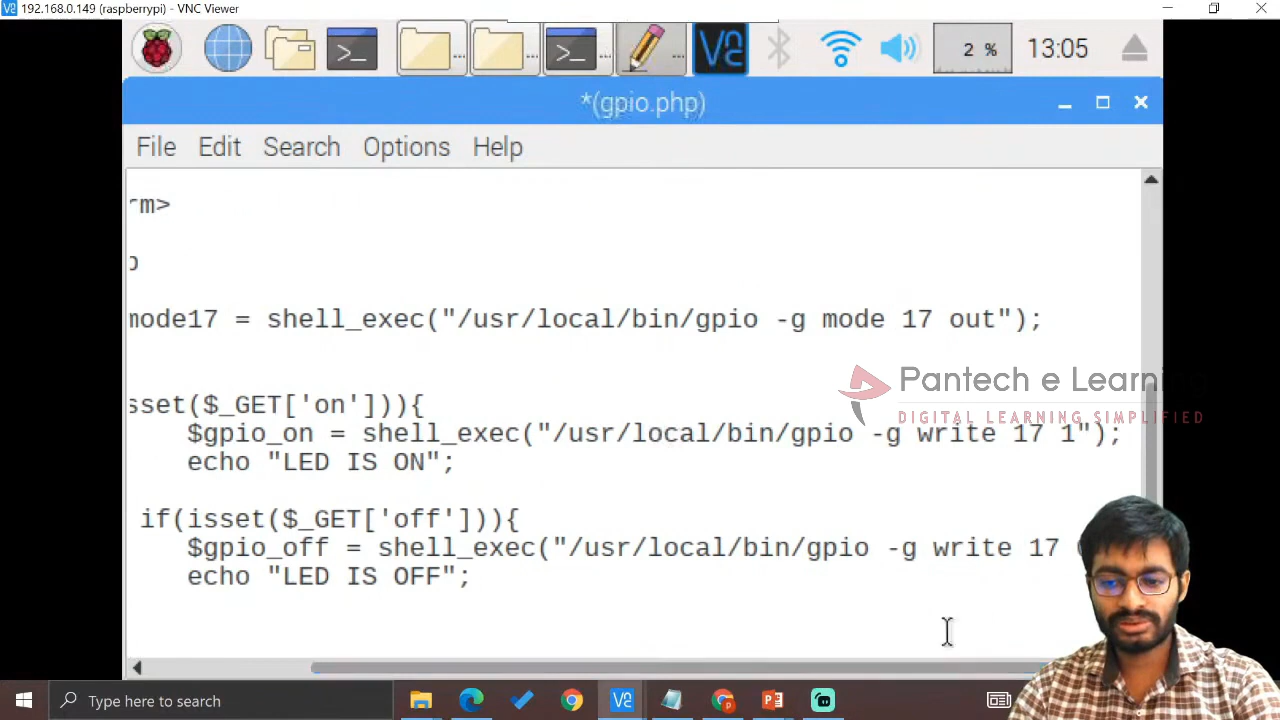 192.168.0.149 (raspberrypi) - VNC Viewer
2 %
13:05
*(gpio.php)
File Edit Search Options Help
rm>
mode17 = shell_exec("/usr/local/bin/gpio -g mode 17 out");
Pantech e Learning
DIGITAL LEARNING SIMPLIFIED
sset($_GET['on'])){
$gpio_on = shell_exec("/usr/local/bin/gpio -g write 17 1");
echo "LED IS ON";
if(isset($_GET['off'])){
$gpio_off = shell_exec("/usr/local/bin/gpio -g write 17
echo "LED IS OFF";
Type here to search